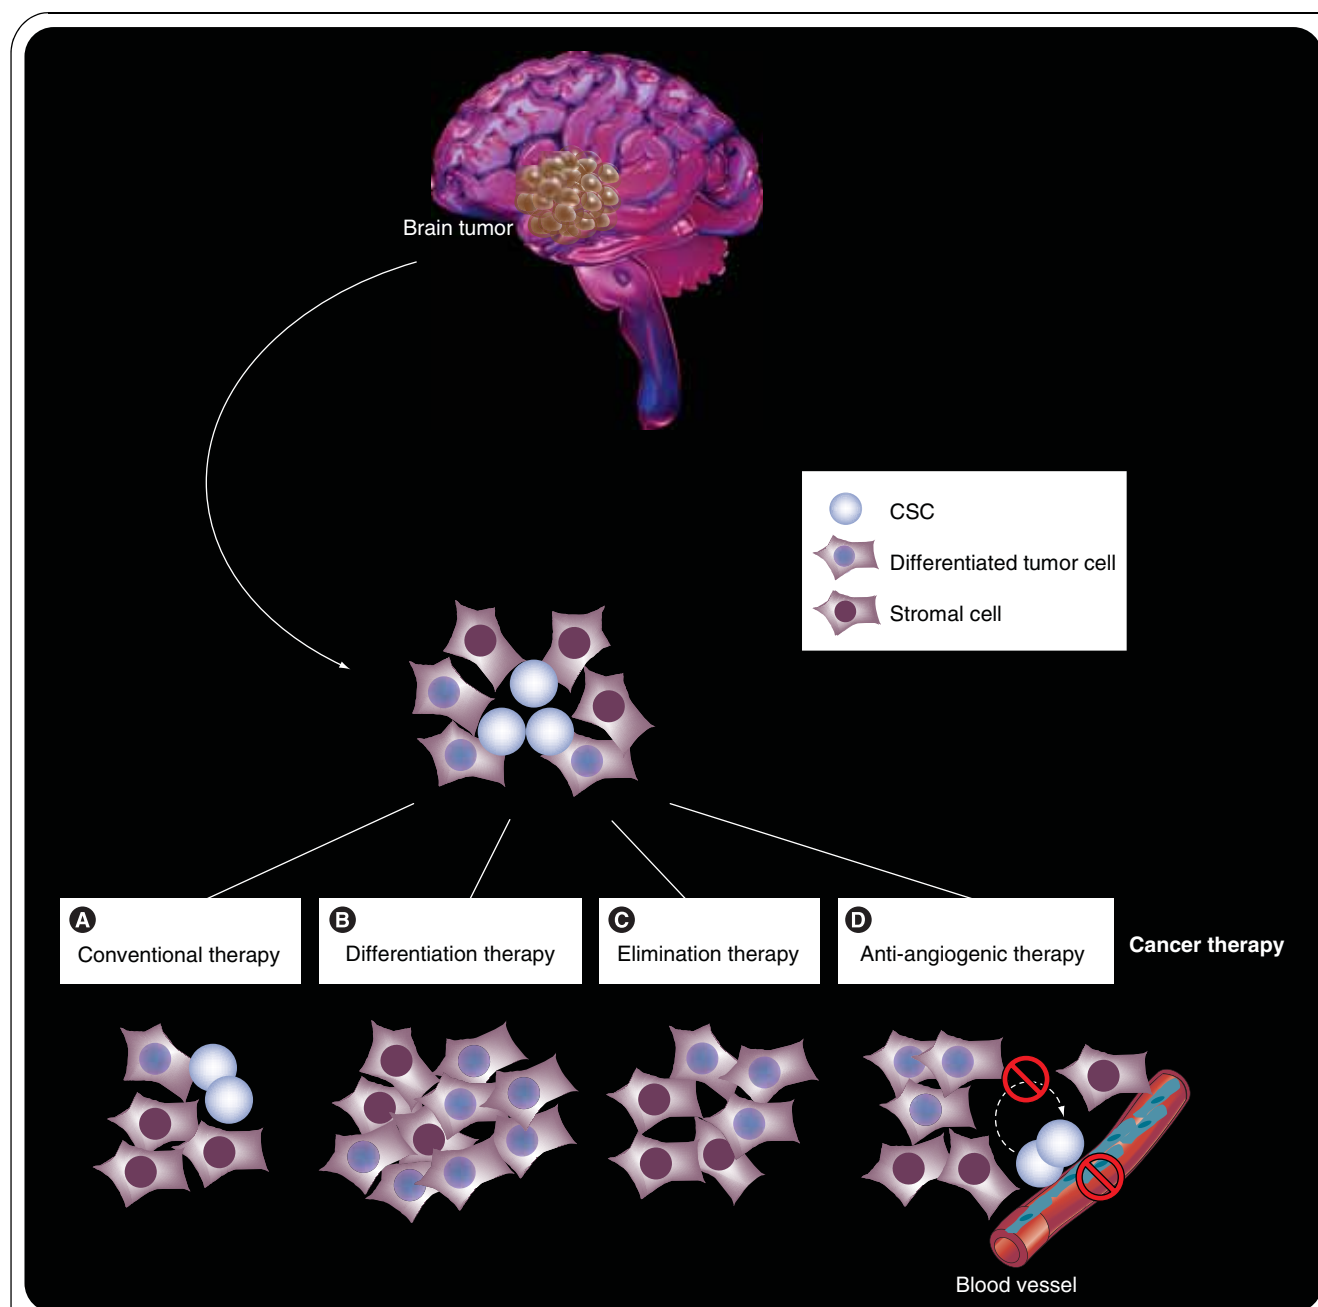 Brain tumor
CSC
Differentiated tumor cell
Stromal cell
A
Conventional therapy
B
Differentiation therapy
C
Elimination therapy
D
Anti-angiogenic therapy
Cancer therapy
Blood vessel